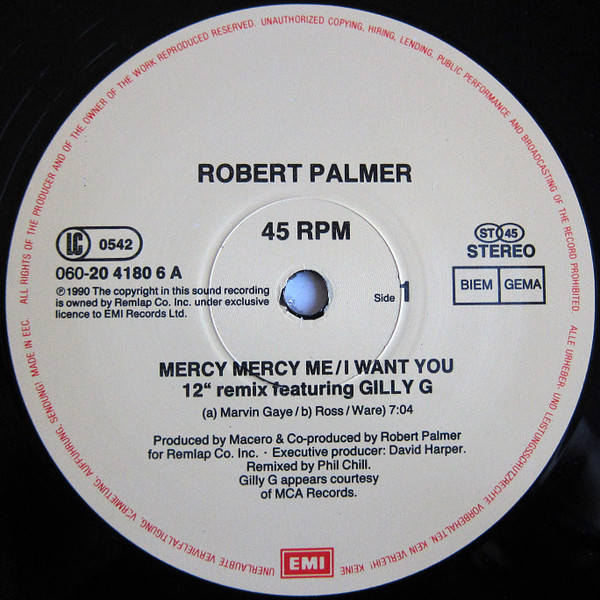 ALL RIGHTS OF THE PRODUCER AND OF THE OWNER OF THE WORK REPRODUCED RESERVED. UNAUTHORIZED COPYING, HIRING, LENDING, PUBLIC PERFORMANCE AND BROADCASTING OF THE RECORD PROHIBITED.
ROBERT PALMER
45 RPM
LC 0542
ST 45
STEREO
060-20 4180 6 A
BIEM GEMA
℗ 1990 The copyright in this sound recording
is owned by Remlap Co. Inc. under exclusive
licence to EMI Records Ltd.
Side 1
MERCY MERCY ME/I WANT YOU
12“ remix featuring GILLY G
(a) Marvin Gaye/b) Ross/Ware) 7:04
Produced by Macero & Co-produced by Robert Palmer
for Remlap Co. Inc. · Executive producer: David Harper.
Remixed by Phil Chill.
Gilly G appears courtesy
of MCA Records.
EMI
ALLE URHEBER- UND LEISTUNGSSCHUTZRECHTE VORBEHALTEN. KEIN VERLEIH! KEINE UNERLAUBTE VERVIELFÄLTIGUNG, VERMIETUNG, AUFFÜHRUNG, SENDUNG! MADE IN EEC.